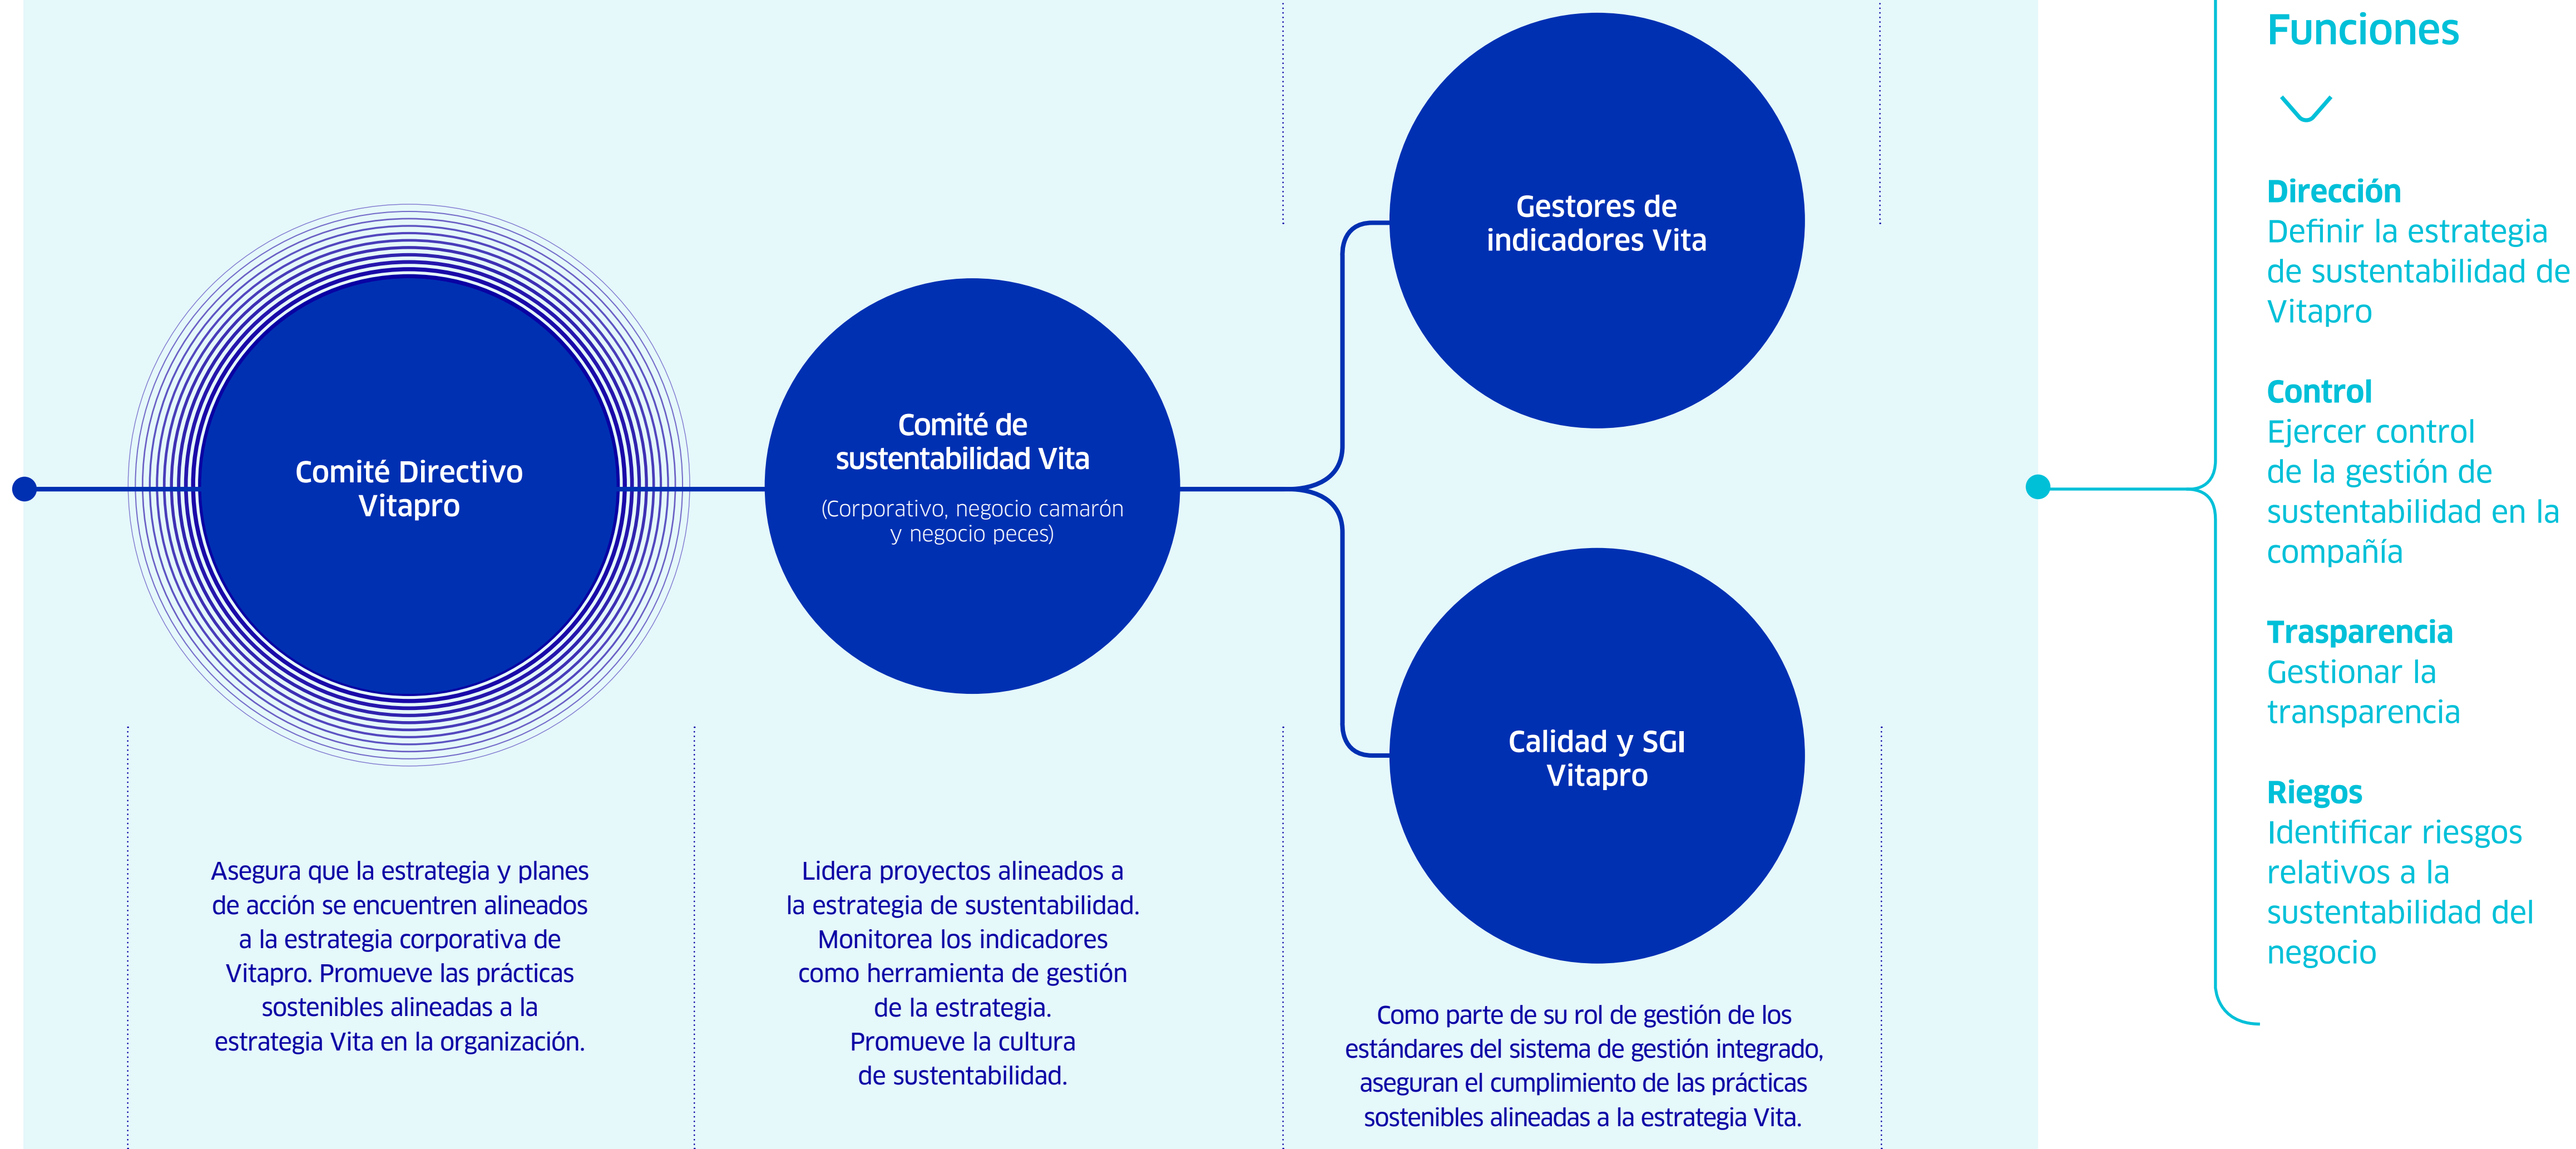 Comité Directivo
Vitapro
Asegura que la estrategia y planes
de acción se encuentren alineados
a la estrategia corporativa de
Vitapro. Promueve las prácticas
sostenibles alineadas a la
estrategia Vita en la organización.
Comité de
sustentabilidad Vita
(Corporativo, negocio camarón
y negocio peces)
Lidera proyectos alineados a
la estrategia de sustentabilidad.
Monitorea los indicadores
como herramienta de gestión
de la estrategia.
Promueve la cultura
de sustentabilidad.
Gestores de
indicadores Vita
Calidad y SGI
Vitapro
Como parte de su rol de gestión de los
estándares del sistema de gestión integrado,
aseguran el cumplimiento de las prácticas
sostenibles alineadas a la estrategia Vita.
Funciones
Dirección
Definir la estrategia
de sustentabilidad de
Vitapro
Control
Ejercer control
de la gestión de
sustentabilidad en la
compañía
Trasparencia
Gestionar la
transparencia
Riegos
Identificar riesgos
relativos a la
sustentabilidad del
negocio